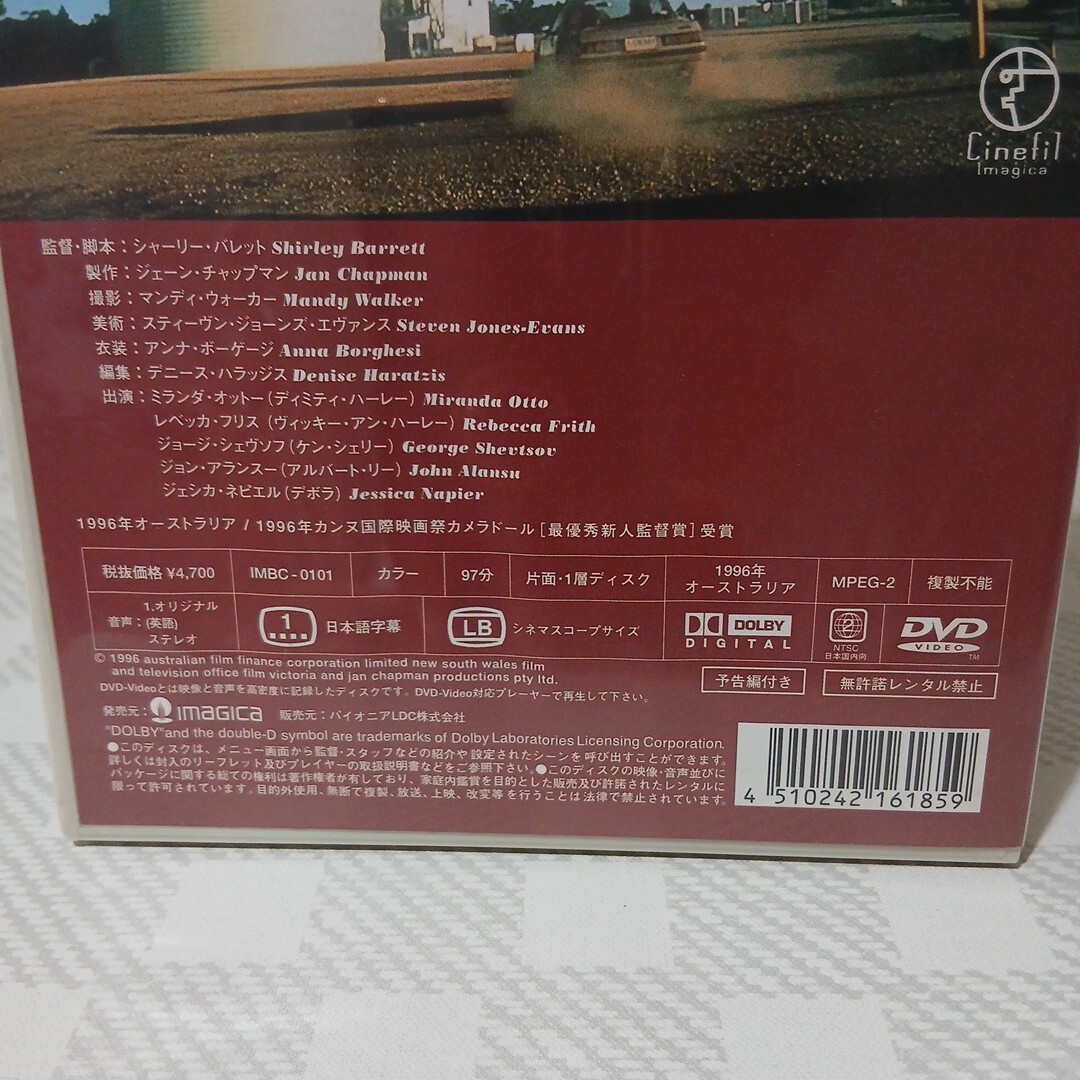 Cinefil
Imagica
監督・脚本：シャーリー・バレット Shirley Barrett
製作：ジェーン・チャップマン Jan Chapman
撮影：マンディ・ウォーカー Mandy Walker
美術：スティーヴン・ジョーンズ・エヴァンス Steven Jones-Evans
衣装：アンナ・ボーゲージ Anna Borghesi
編集：デニース・ハラッジス Denise Haratzis
出演：ミランダ・オットー（ディミティ・ハーレー） Miranda Otto
レベッカ・フリス（ヴィッキー・アン・ハーレー） Rebecca Frith
ジョージ・シェヴソフ（ケン・シェリー） George Shevtsov
ジョン・アランスー（アルバート・リー） John Alansu
ジェシカ・ネピエル（デボラ） Jessica Napier
1996年オーストラリア / 1996年カンヌ国際映画祭カメラドール［最優秀新人監督賞］受賞
税抜価格 ¥4,700 IMBC-0101 カラー 97分 片面・1層ディスク 1996年 オーストラリア MPEG-2 複製不能
音声：1.オリジナル （英語） ステレオ
1 日本語字幕
LB シネマスコープサイズ
DOLBY DIGITAL
2 NTSC 日本国内向
DVD VIDEO TM
© 1996 australian film finance corporation limited new south wales film
and television office film victoria and jan chapman productions pty ltd.
予告編付き 無許諾レンタル禁止
DVD-Videoとは映像と音声を高密度に記録したディスクです。DVD-Video対応プレーヤーで再生して下さい。
発売元：IMAGICA 販売元：パイオニアLDC株式会社
"DOLBY"and the double-D symbol are trademarks of Dolby Laboratories Licensing Corporation.
●このディスクは、メニュー画面から監督・スタッフなどの紹介や設定されたシーンを呼び出すことができます。
詳しくは封入のリーフレット及びプレイヤーの取扱説明書などをご参照下さい。●このディスクの映像・音声並びに
パッケージに関する総ての権利は著作権者が有しており、家庭内鑑賞を目的とした販売及び許諾されたレンタルに
限って許可されています。目的外使用、無断で複製、放送、上映、改変等を行うことは法律で禁止されています。
4 510242 161859